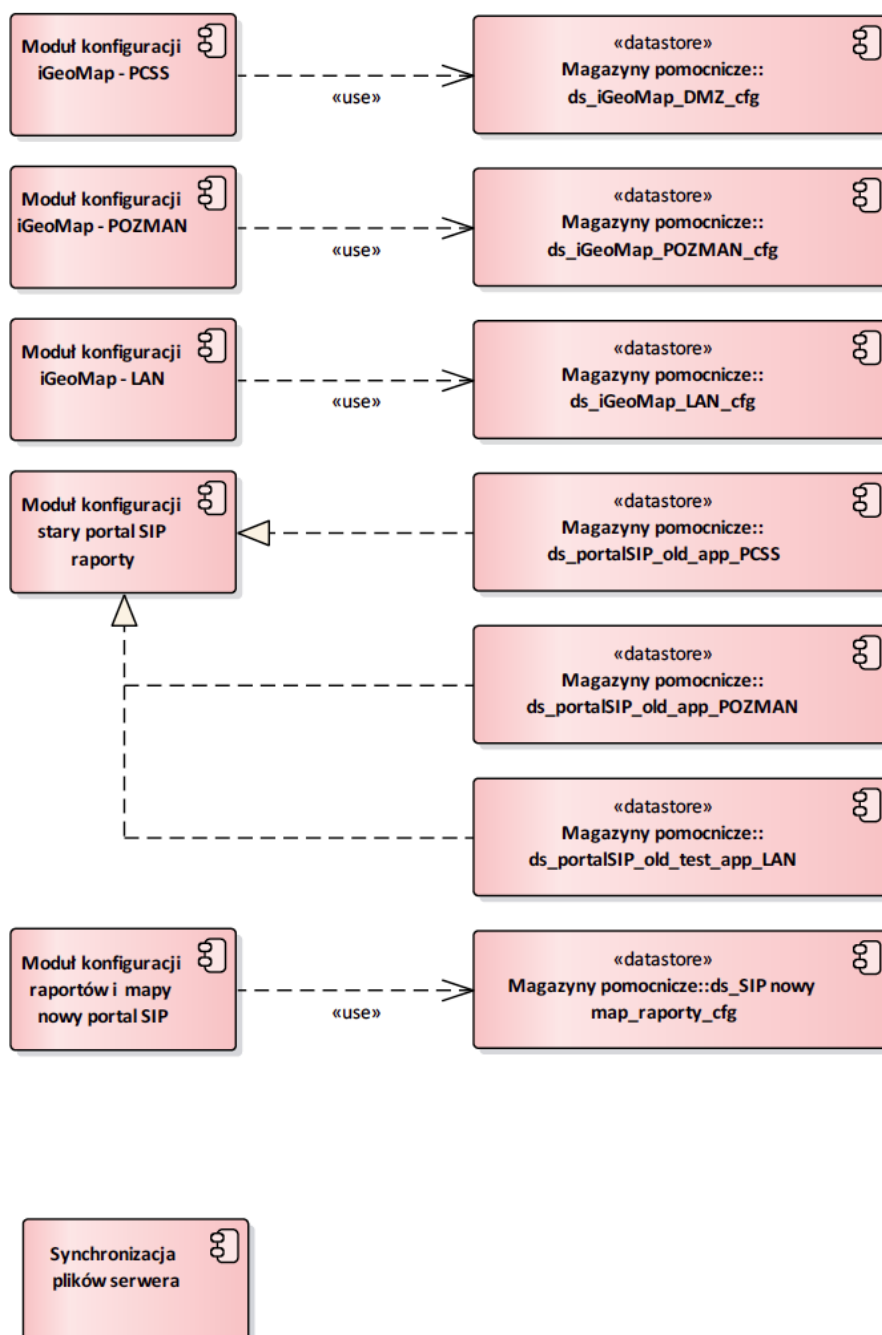 Moduł konfiguracji
iGeoMap - PCSS
«use»
«datastore»
Magazyny pomocnicze::
ds_iGeoMap_DMZ_cfg
Moduł konfiguracji
iGeoMap - POZMAN
«use»
«datastore»
Magazyny pomocnicze::
ds_iGeoMap_POZMAN_cfg
Moduł konfiguracji
iGeoMap - LAN
«use»
«datastore»
Magazyny pomocnicze::
ds_iGeoMap_LAN_cfg
Moduł konfiguracji
stary portal SIP
raporty
«datastore»
Magazyny pomocnicze::
ds_portalSIP_old_app_PCSS
«datastore»
Magazyny pomocnicze::
ds_portalSIP_old_app_POZMAN
«datastore»
Magazyny pomocnicze::
ds_portalSIP_old_test_app_LAN
Moduł konfiguracji
raportów i mapy
nowy portal SIP
«use»
«datastore»
Magazyny pomocnicze::ds_SIP nowy
map_raporty_cfg
Synchronizacja
plików serwera